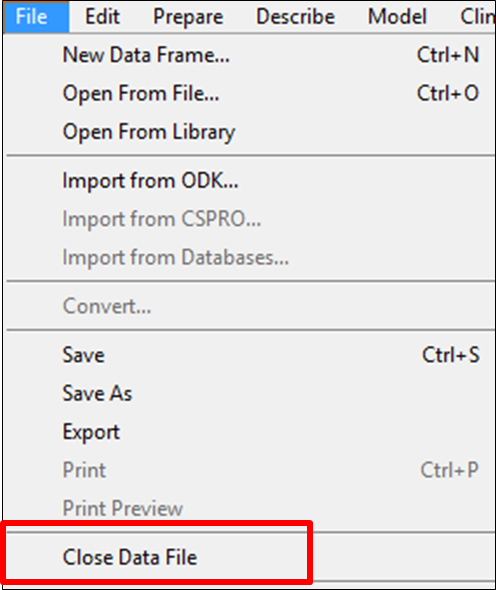 File Edit Prepare Describe Model Clin
New Data Frame... Ctrl+N
Open From File... Ctrl+O
Open From Library
Import from ODK...
Import from CSPRO...
Import from Databases...
Convert...
Save Ctrl+S
Save As
Export
Print Ctrl+P
Print Preview
Close Data File